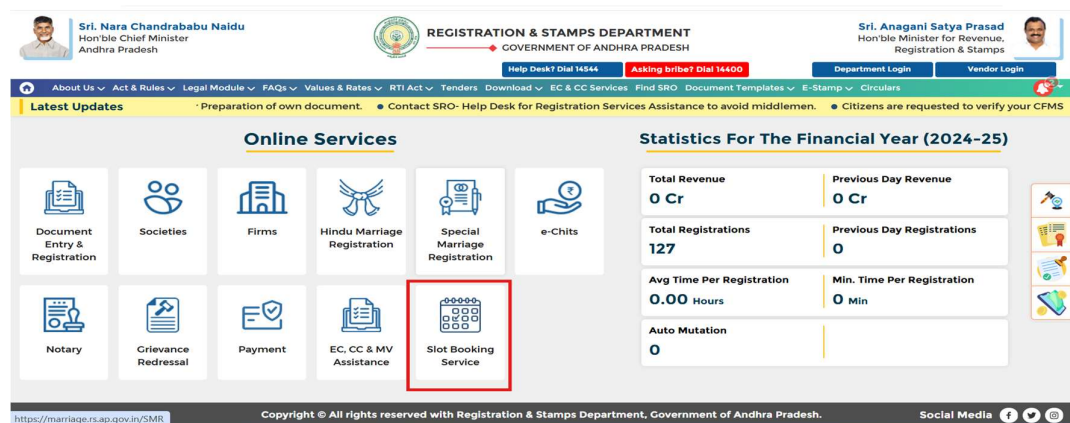 Sri. Nara Chandrababu Naidu
Hon'ble Chief Minister
Andhra Pradesh
REGISTRATION & STAMPS DEPARTMENT
GOVERNMENT OF ANDHRA PRADESH
Sri. Anagani Satya Prasad
Hon'ble Minister for Revenue,
Registration & Stamps
Help Desk? Dial 14544 Asking bribe? Dial 14400 Department Login Vendor Login
About Us Act & Rules Legal Module FAQs Values & Rates RTI Act Tenders Download EC & CC Services Find SRO Document Templates E-Stamp Circulars
Latest Updates Preparation of own document. Contact SRO- Help Desk for Registration Services Assistance to avoid middlemen. Citizens are requested to verify your CFMS
Online Services
Document
Entry &
Registration
Societies
Firms
Hindu Marriage
Registration
Special
Marriage
Registration
e-Chits
Notary
Grievance
Redressal
Payment
EC, CC & MV
Assistance
Slot Booking
Service
Statistics For The Financial Year (2024-25)
Total Revenue
0 Cr
Previous Day Revenue
0 Cr
Total Registrations
127
Previous Day Registrations
0
Avg Time Per Registration
0.00 Hours
Min. Time Per Registration
0 Min
Auto Mutation
0
https://marriage.rs.ap.gov.in/SMR
Copyright © All rights reserved with Registration & Stamps Department, Government of Andhra Pradesh.
Social Media